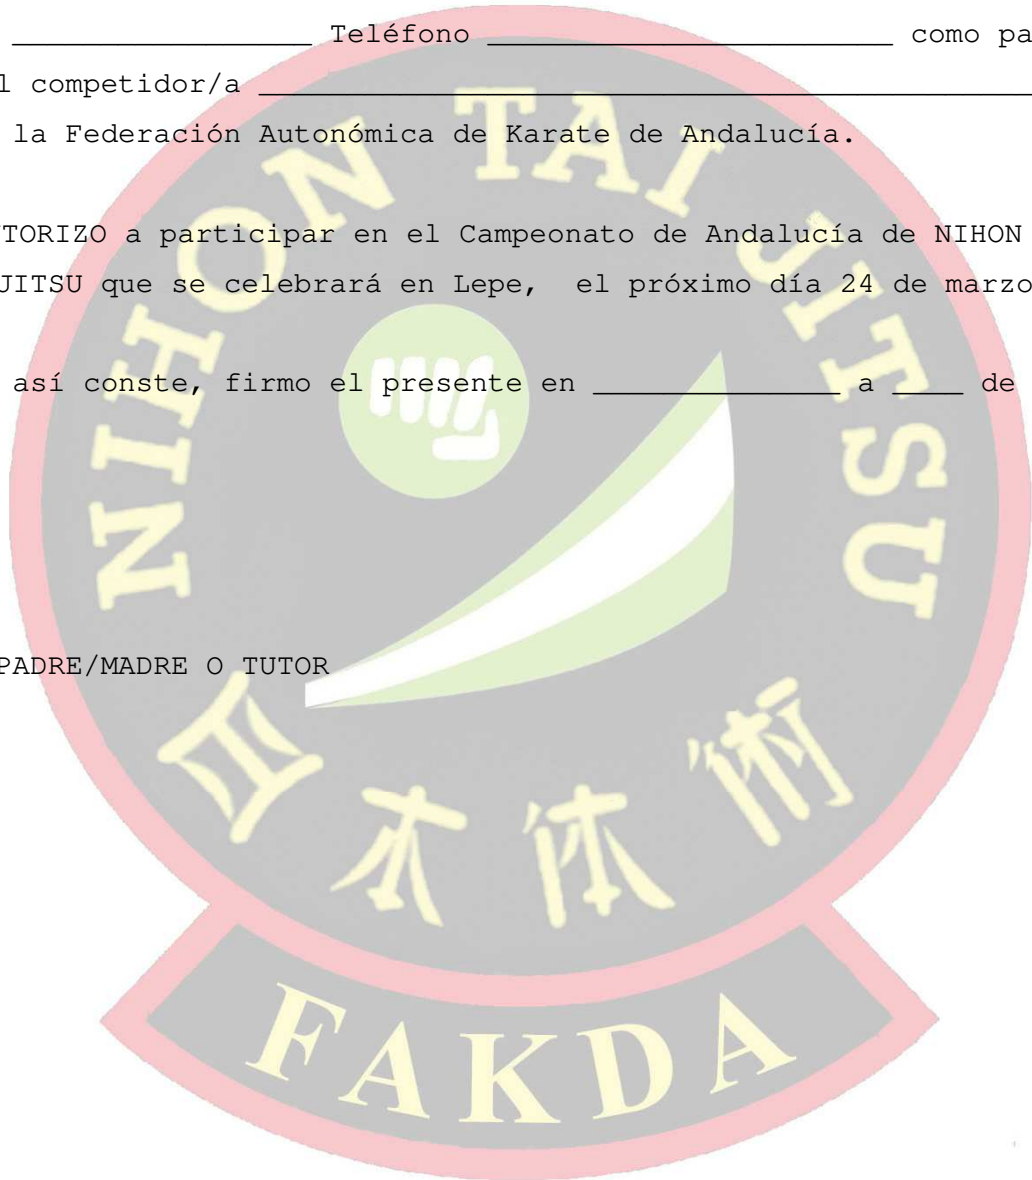 _________________ Teléfono _______________________ como pa
l competidor/a ____________________________________________
la Federación Autonómica de Karate de Andalucía.
TORIZO a participar en el Campeonato de Andalucía de NIHON
JITSU que se celebrará en Lepe, el próximo día 24 de marzo
así conste, firmo el presente en ______________ a ____ de
PADRE/MADRE O TUTOR
NIHON TAI JITSU
日本体術
FAKDA